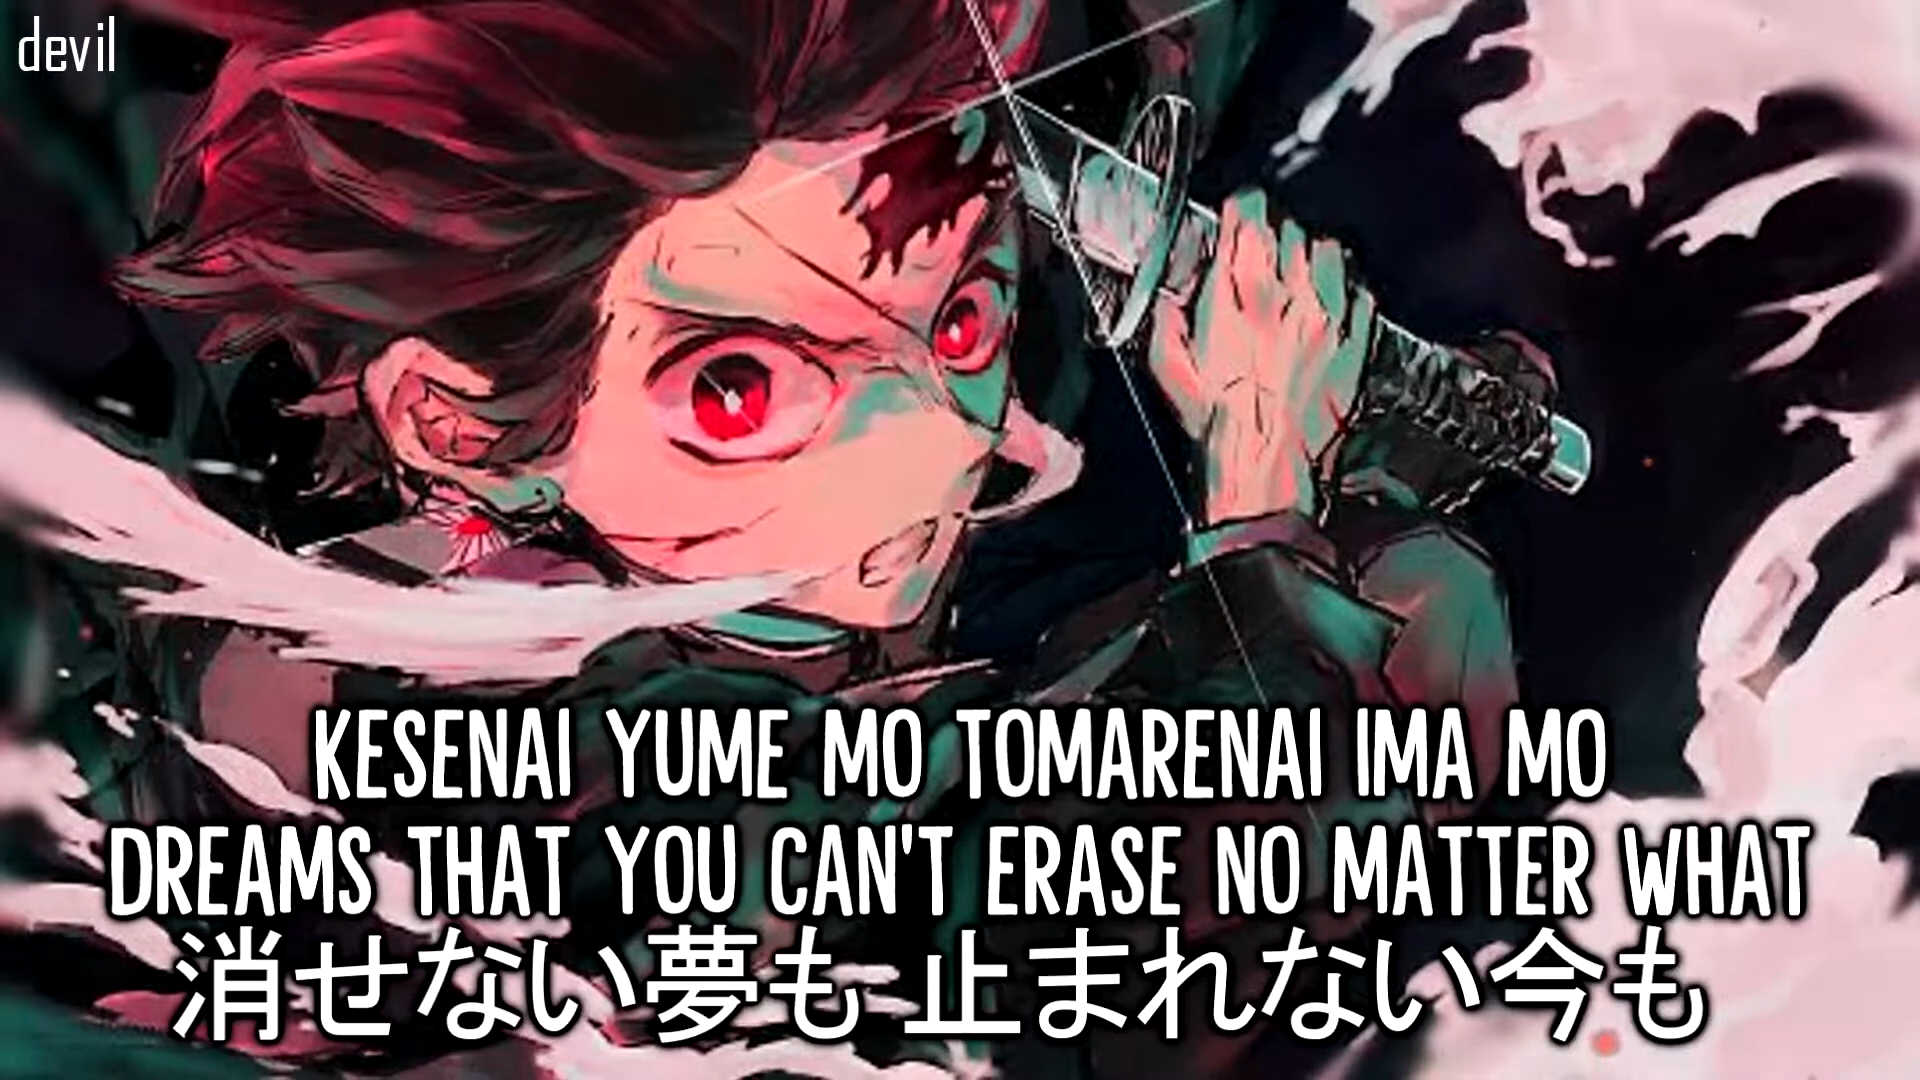 devil
KESENAI YUME MO TOMARENAI IMA MO
DREAMS THAT YOU CAN'T ERASE NO MATTER WHAT
消せない夢も 止まれない今も